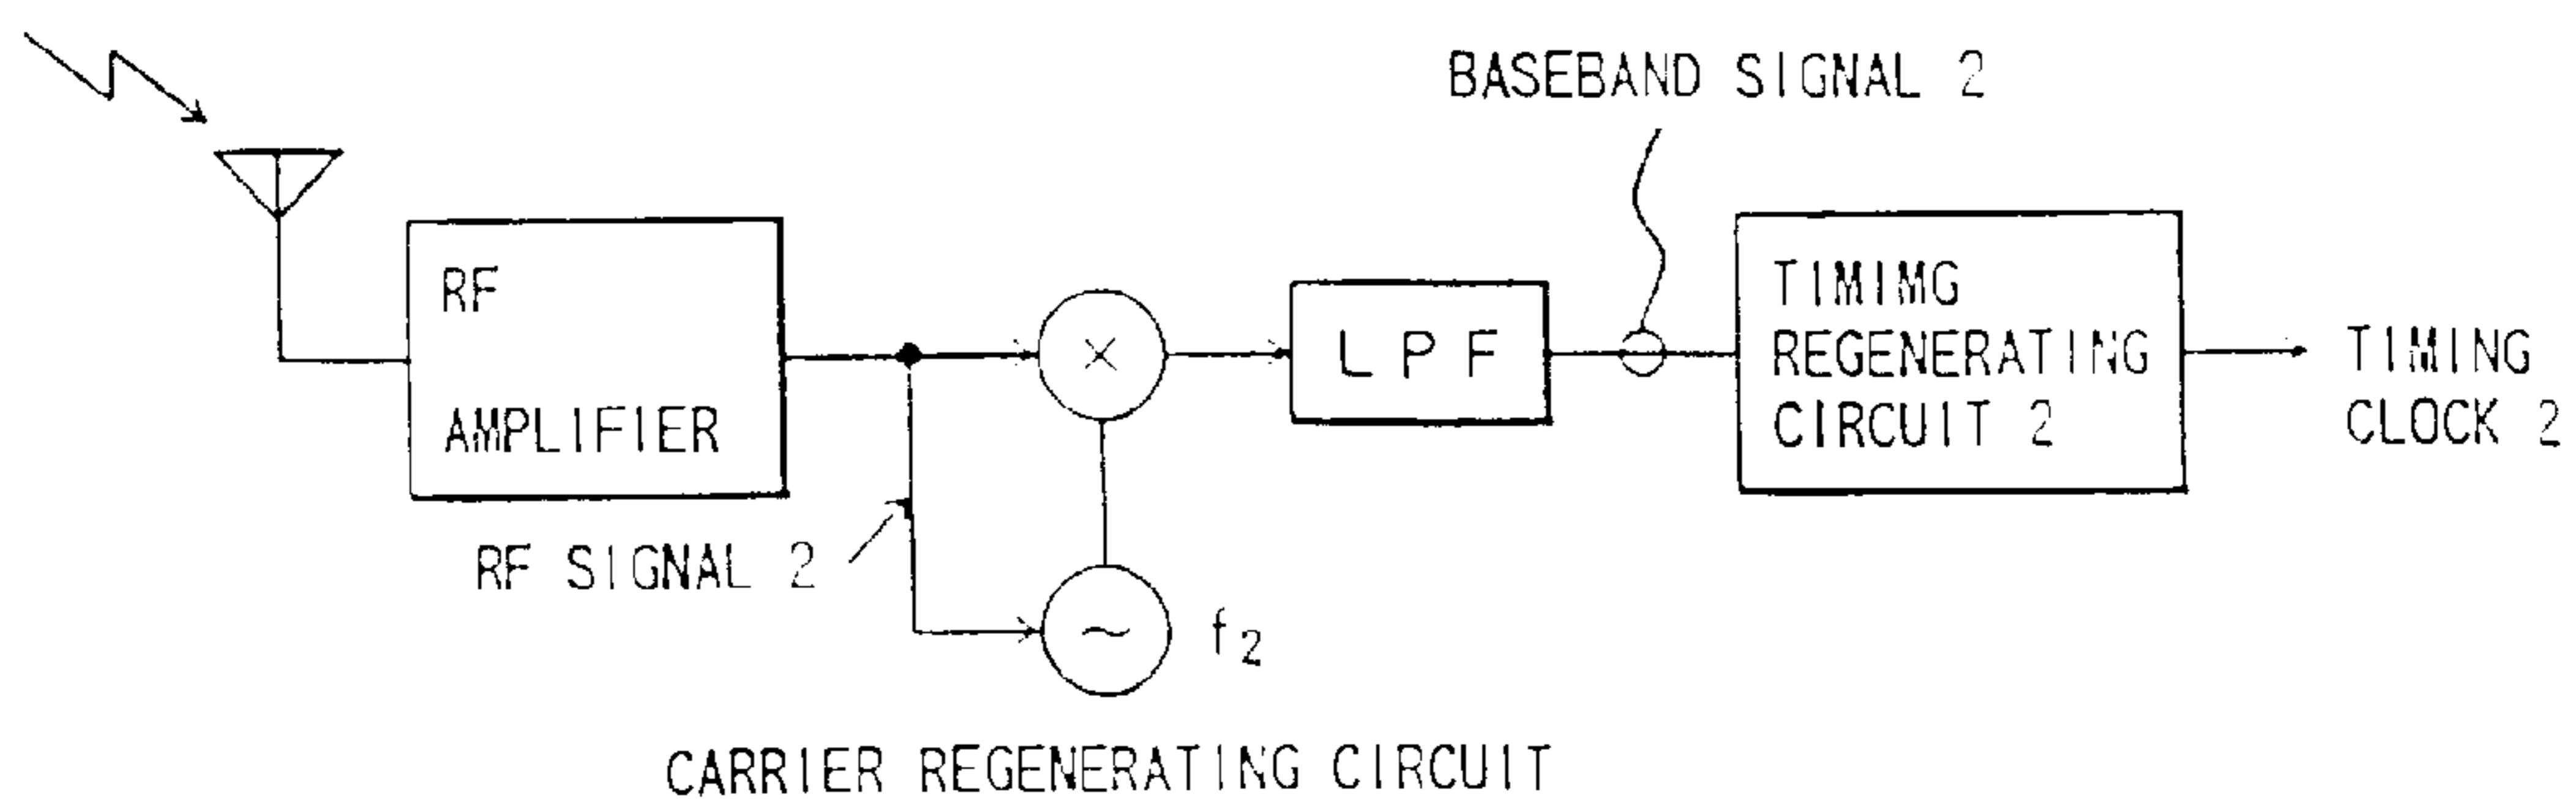 BASEBAND SIGNAL 2
RF
AMPLIFIER
×
LPF
TIMIMG
REGENERATING
CIRCUIT 2
TIMING
CLOCK 2
RF SIGNAL 2
~
f2
CARRIER REGENERATING CIRCUIT